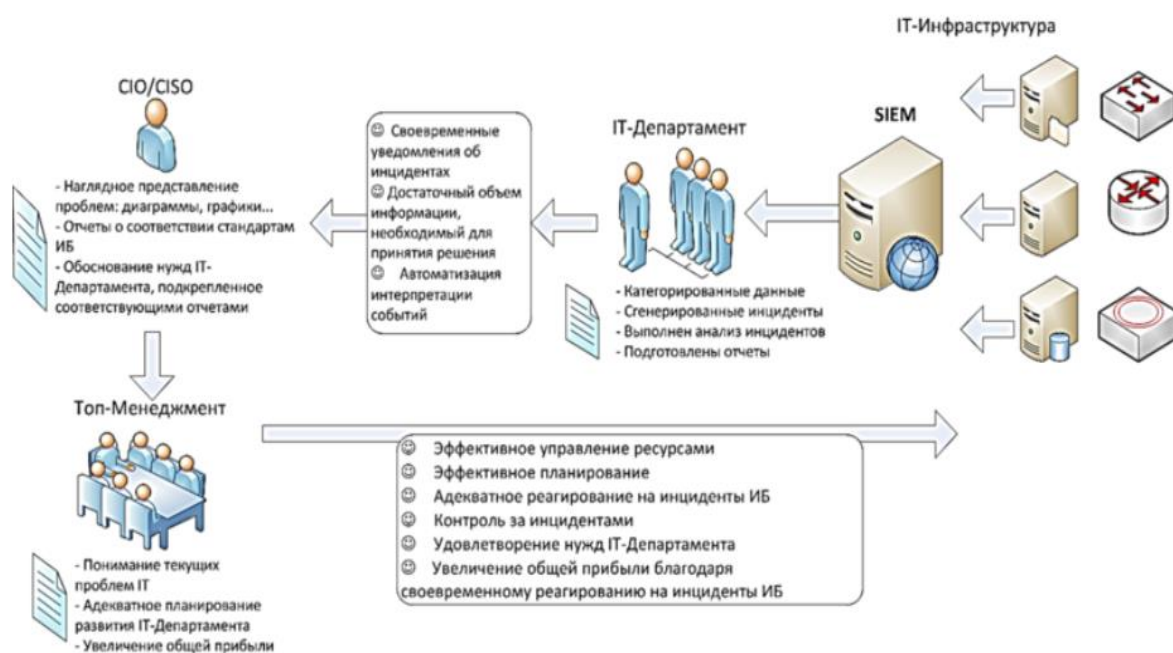 IT-Инфраструктура
CIO/CISO
- Наглядное представление
проблем: диаграммы, графики...
- Отчеты о соответствии стандартам
ИБ
- Обоснование нужд IT-
Департамента, подкрепленное
соответствующими отчетами
☺ Своевременные
уведомления об
инцидентах
☺ Достаточный объем
информации,
необходимый для
принятия решения
☺ Автоматизация
интерпретации
событий
IT-Департамент
- Категорированные данные
- Сгенерированные инциденты
- Выполнен анализ инцидентов
- Подготовлены отчеты
SIEM
Топ-Менеджмент
- Понимание текущих
проблем IT
- Адекватное планирование
развития IT-Департамента
- Увеличение общей прибыли
☺ Эффективное управление ресурсами
☺ Эффективное планирование
☺ Адекватное реагирование на инциденты ИБ
☺ Контроль за инцидентами
☺ Удовлетворение нужд IT-Департамента
☺ Увеличение общей прибыли благодаря
своевременному реагированию на инциденты ИБ